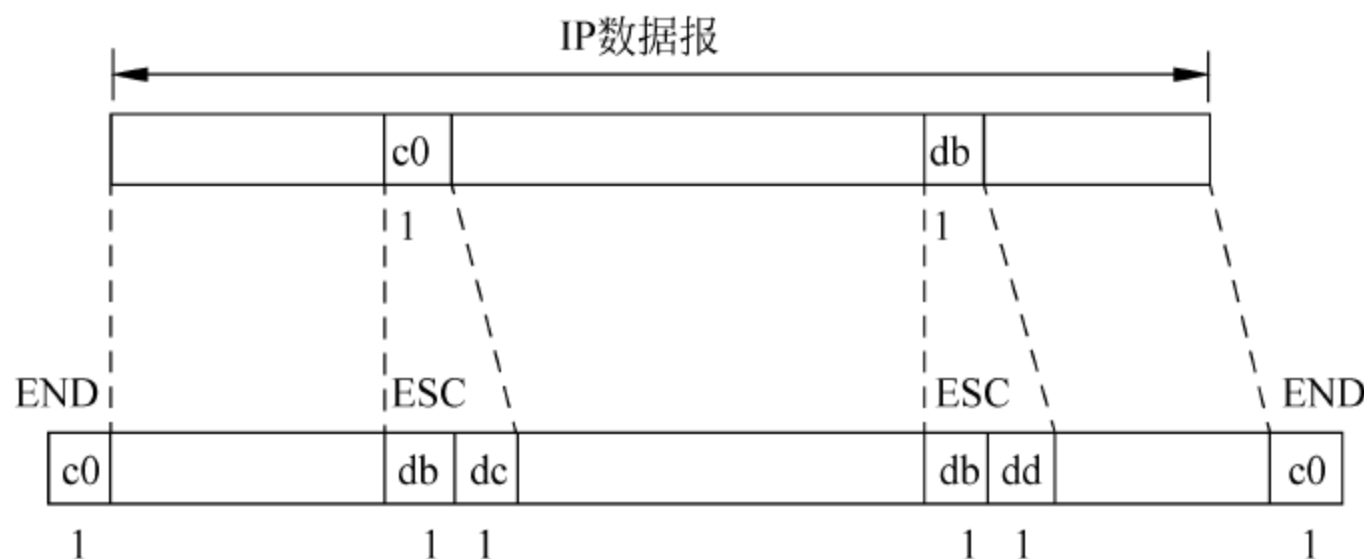 IP数据报
c0 db
1 1
END ESC ESC END
c0 db dc db dd c0
1 1 1 1 1 1